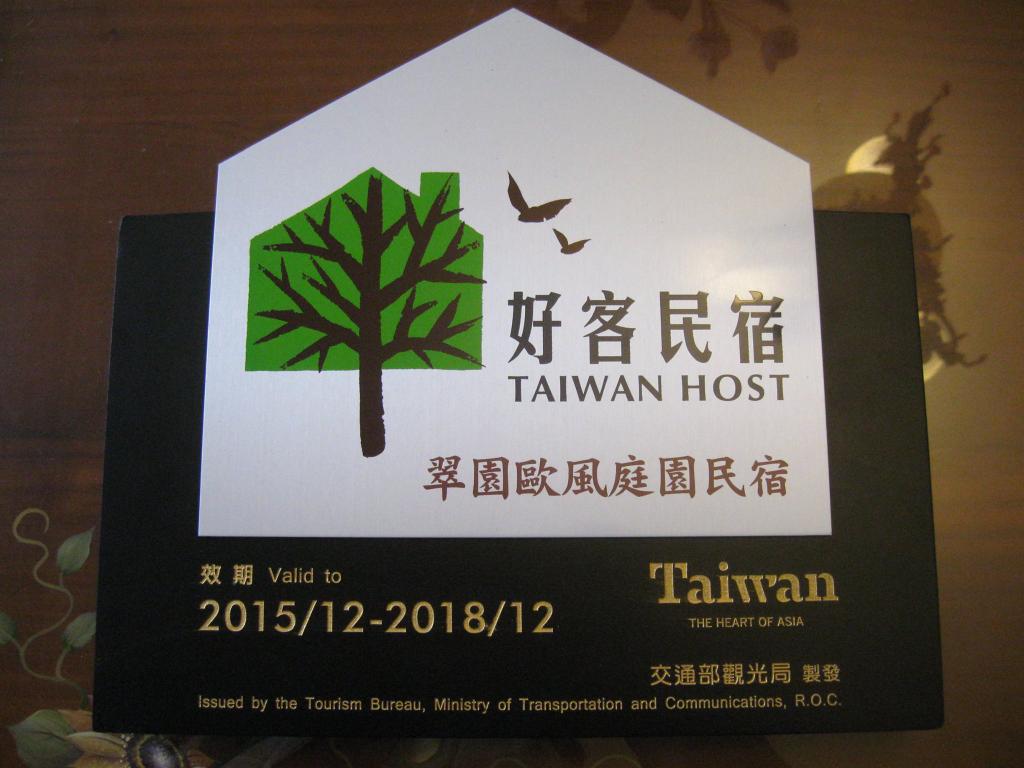 好客民宿
TAIWAN HOST
翠園歐風庭園民宿
效期 Valid to
2015/12-2018/12
Taiwan
THE HEART OF ASIA
交通部觀光局 製發
Issued by the Tourism Bureau, Ministry of Transportation and Communications, R.O.C.